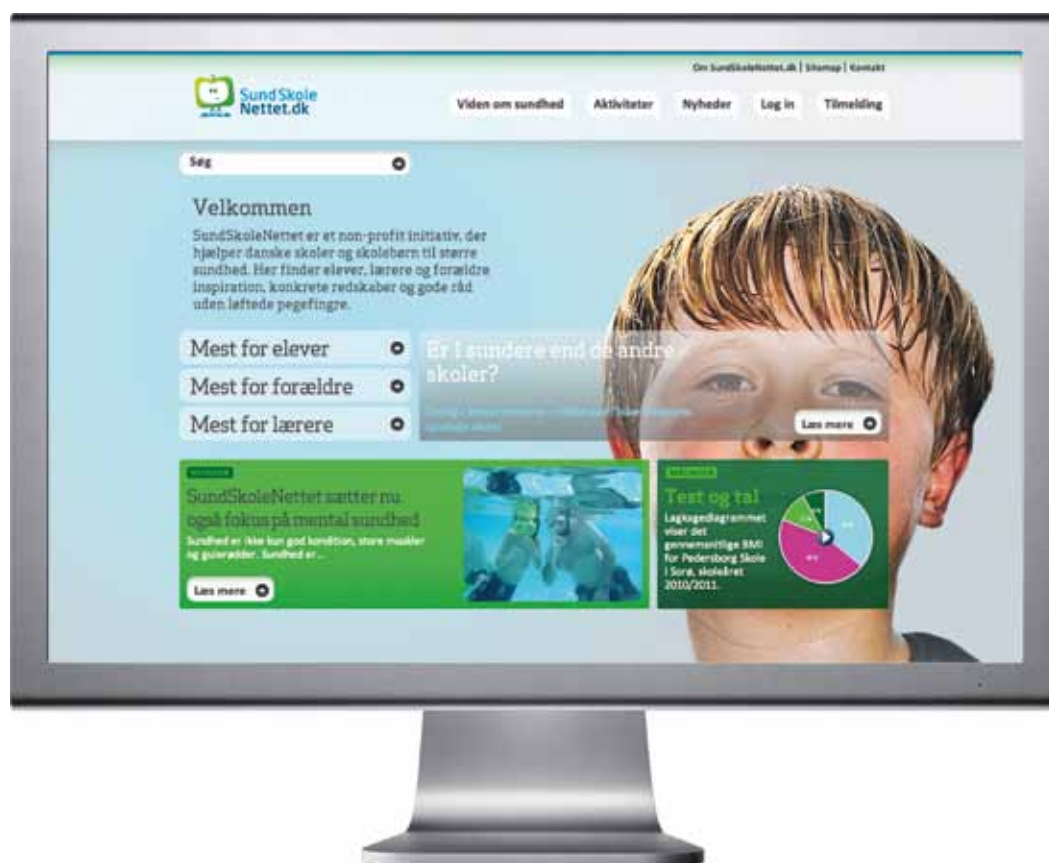 Om SundSkoleNettet.dk | Sitemap | Kontakt
SundSkole
Nettet.dk
Viden om sundhed Aktiviteter Nyheder Log in Tilmelding
Søg
Velkommen
SundSkoleNettet er et non-profit initiativ, der
hjælper danske skoler og skolebørn til større
sundhed. Her finder elever, lærere og forældre
inspiration, konkrete redskaber og gode råd
uden løftede pegefingre.
Mest for elever
Mest for forældre
Mest for lærere
Er I sundere end de andre
skoler?
Læs mere
SundSkoleNettet sætter nu
også fokus på mental sundhed
Sundhed er ikke kun god kondition, store muskler
og gulerødder. Sundhed er...
Læs mere
Test og tal
Lagkagediagrammet
viser det
gennemsnitlige BMI
for Pedersborg Skole
i Sorø, skoleåret
2010/2011.